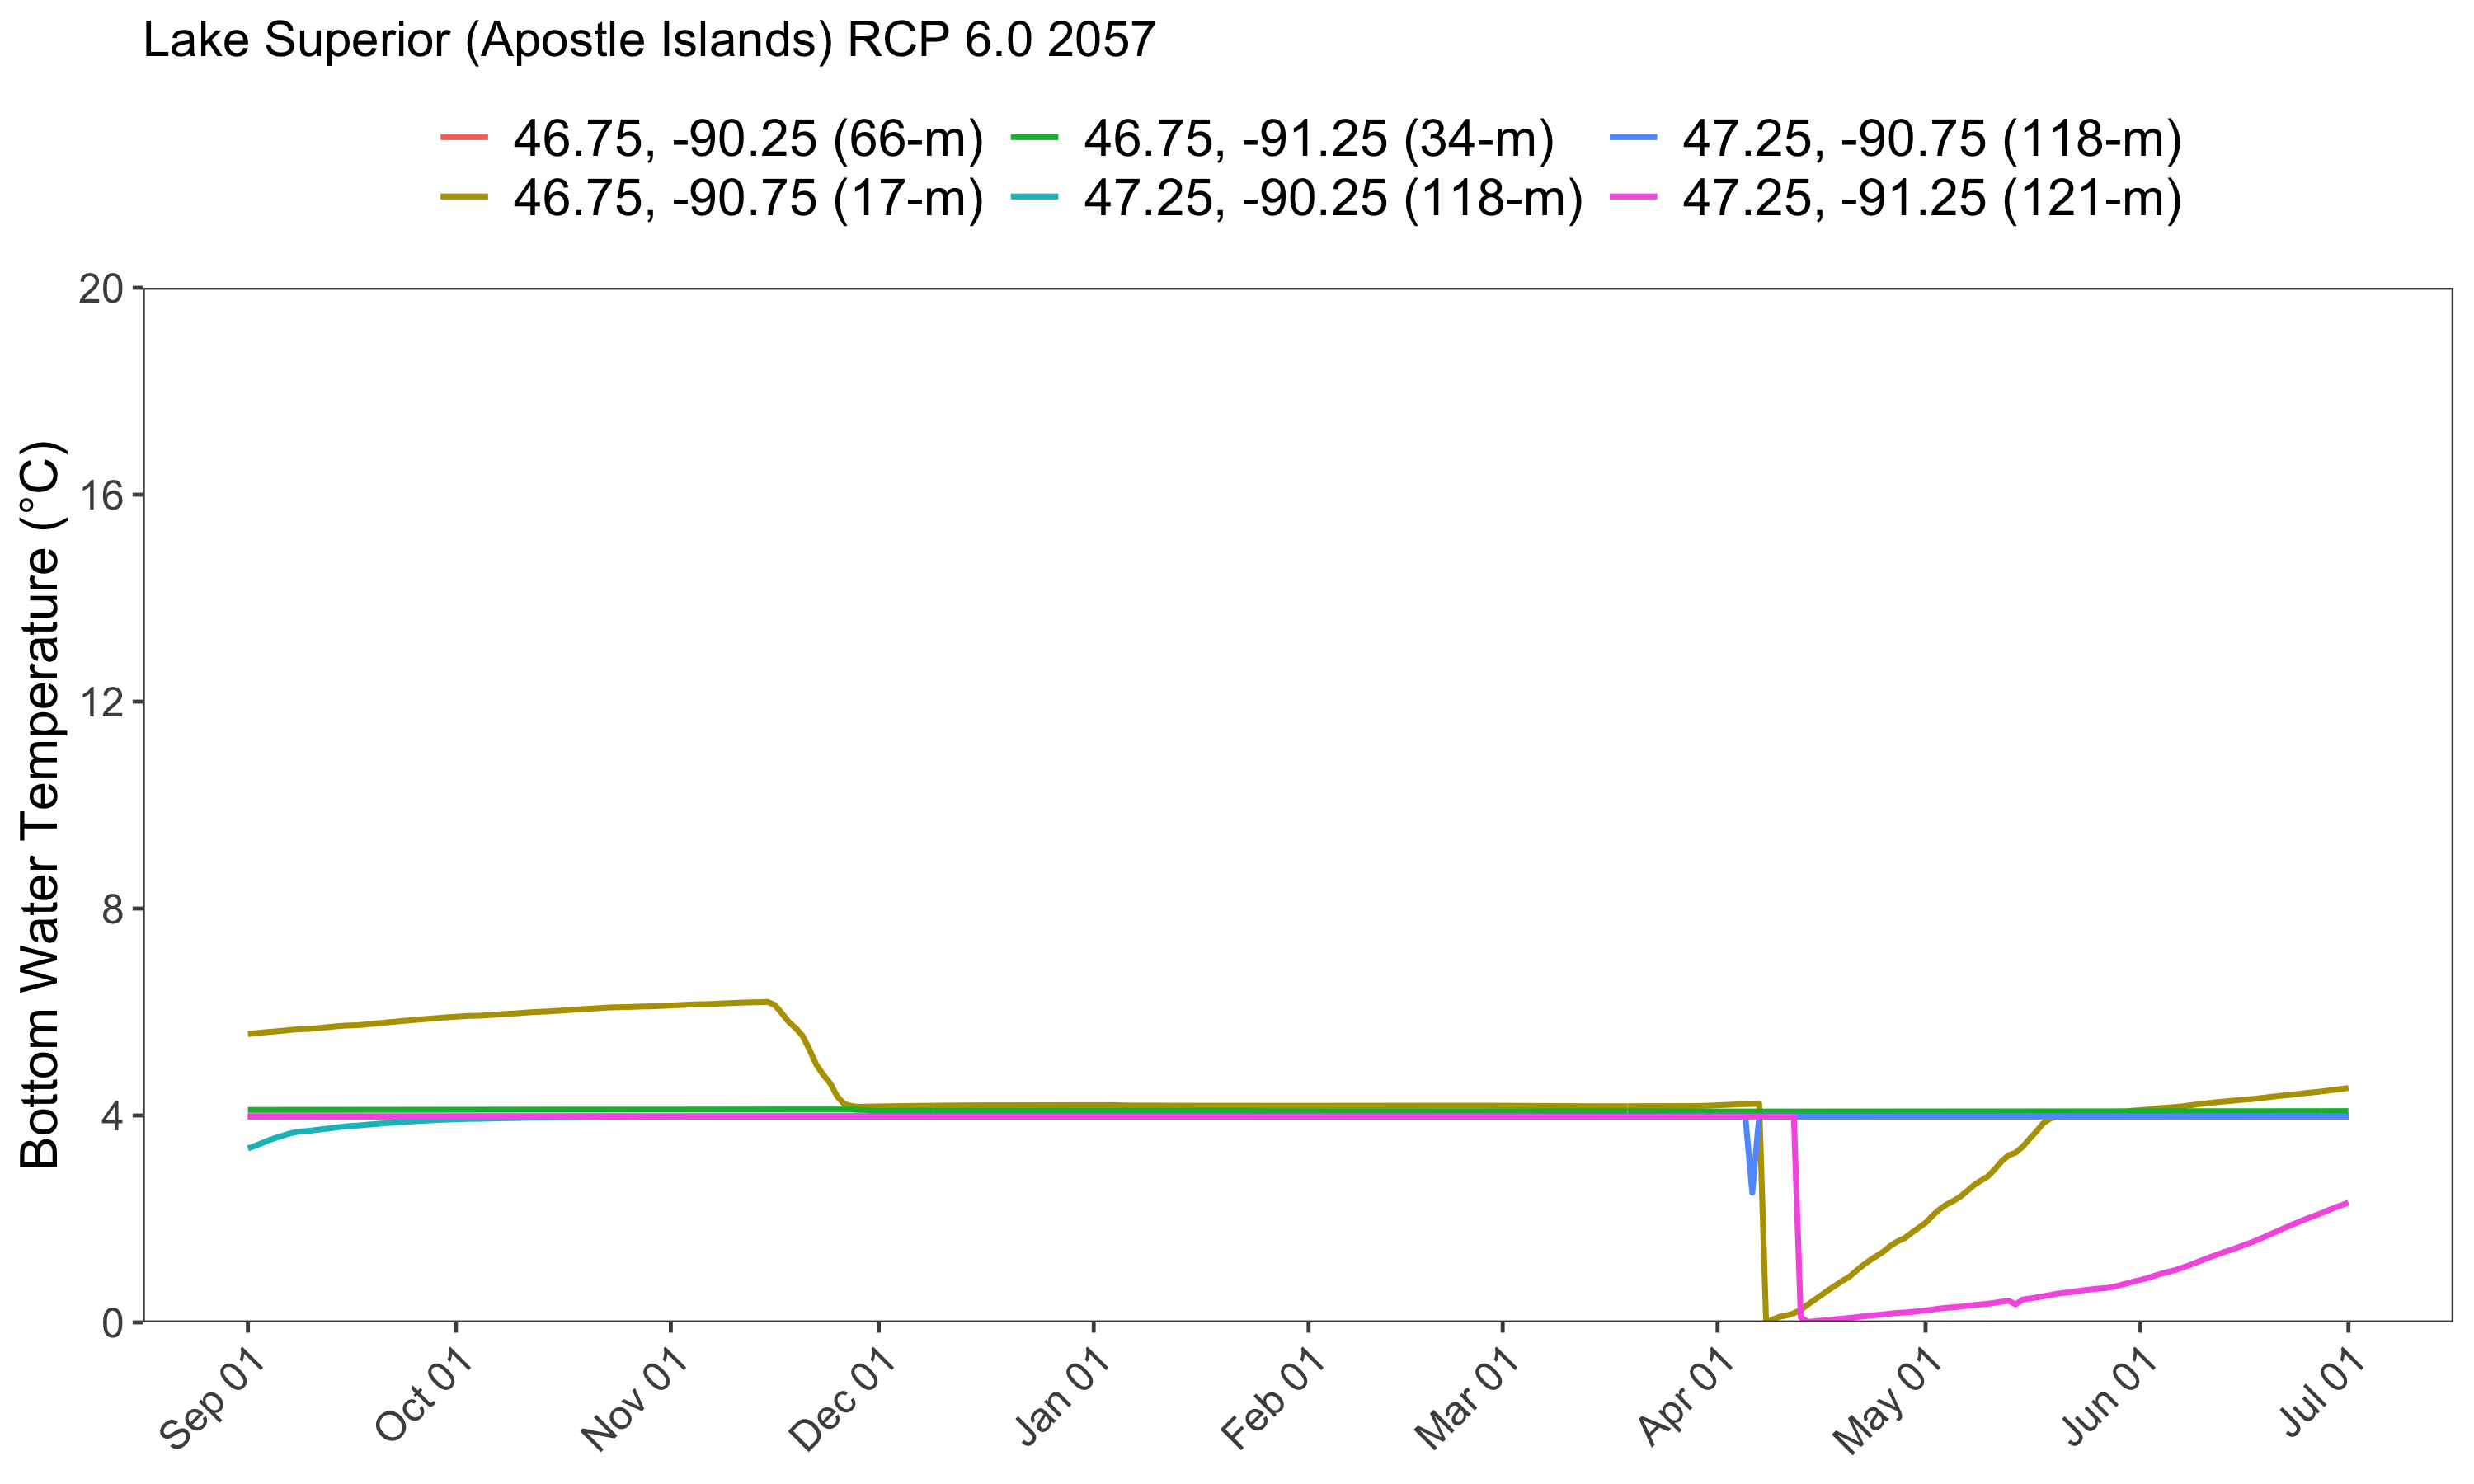 Lake Superior (Apostle Islands) RCP 6.0 2057
46.75, -90.25 (66-m) 46.75, -91.25 (34-m) 47.25, -90.75 (118-m)
46.75, -90.75 (17-m) 47.25, -90.25 (118-m) 47.25, -91.25 (121-m)
Bottom Water Temperature (°C)
20
16
12
8
4
0
Sep 01 Oct 01 Nov 01 Dec 01 Jan 01 Feb 01 Mar 01 Apr 01 May 01 Jun 01 Jul 01